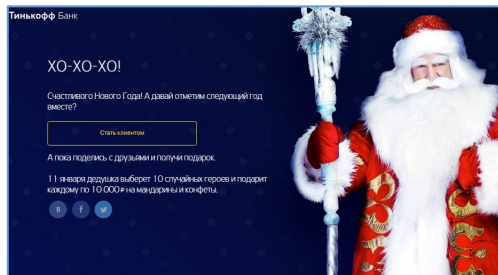 Тинькофф Банк
ХО-ХО-ХО!
Счастливого Нового Года! А давай отметим следующий год
вместе?
Стать клиентом
А пока поделись с друзьями и получи подарок.
11 января дедушка выберет 10 случайных героев и подарит
каждому по 10 000 ₽ на мандарины и конфеты.